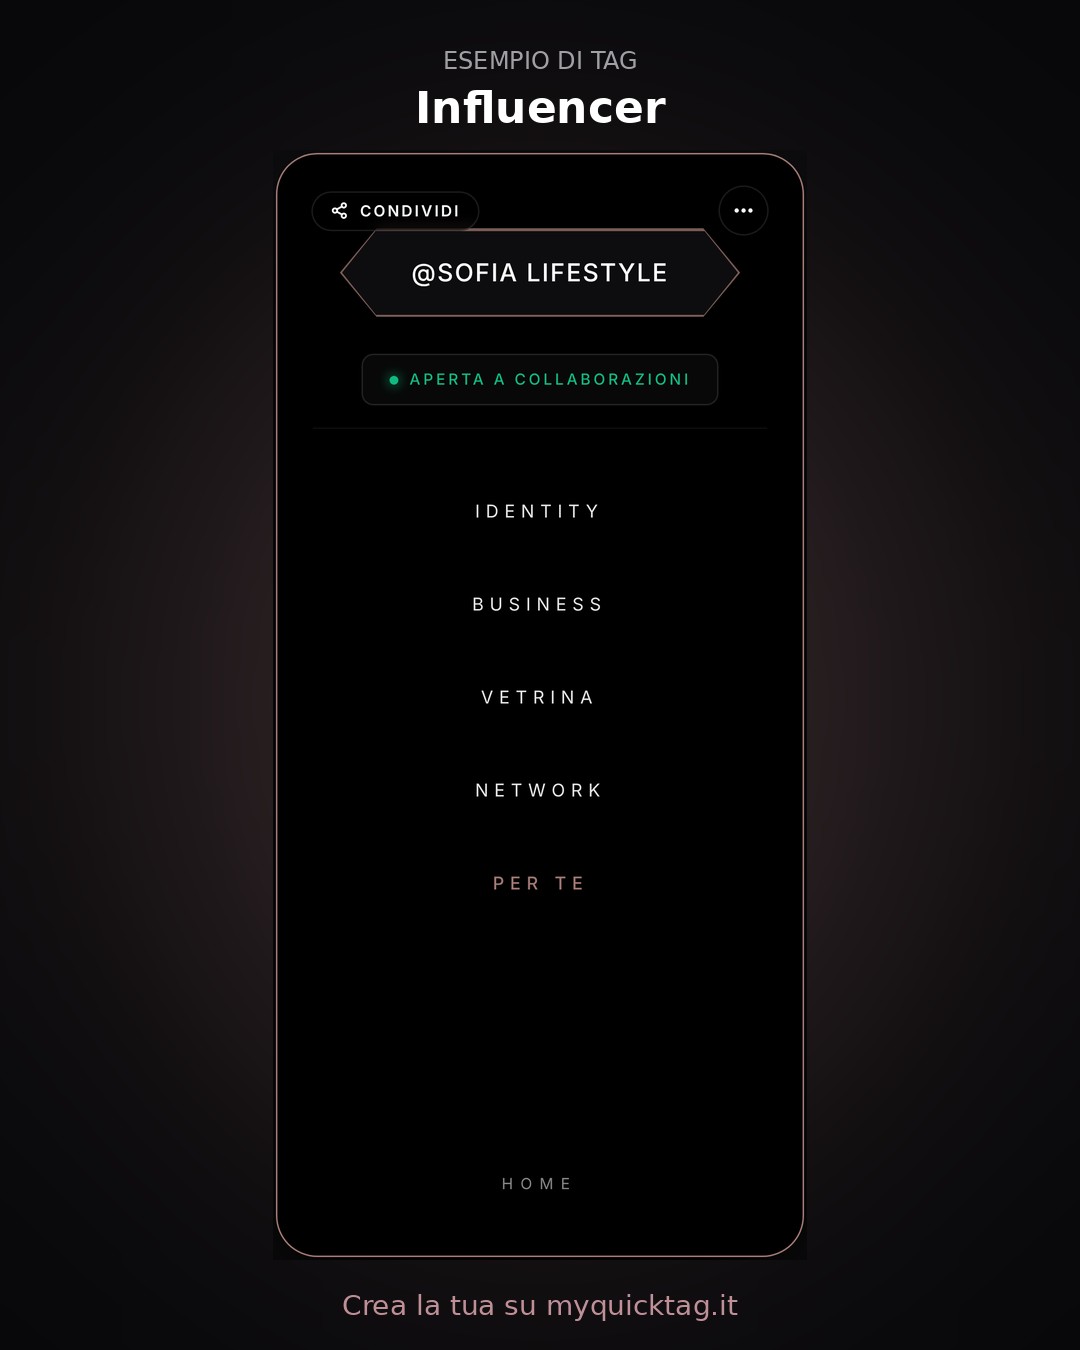 ESEMPIO DI TAG
Influencer
CONDIVIDI
@SOFIA LIFESTYLE
APERTA A COLLABORAZIONI
IDENTITY
BUSINESS
VETRINA
NETWORK
PER TE
HOME
Crea la tua su myquicktag.it